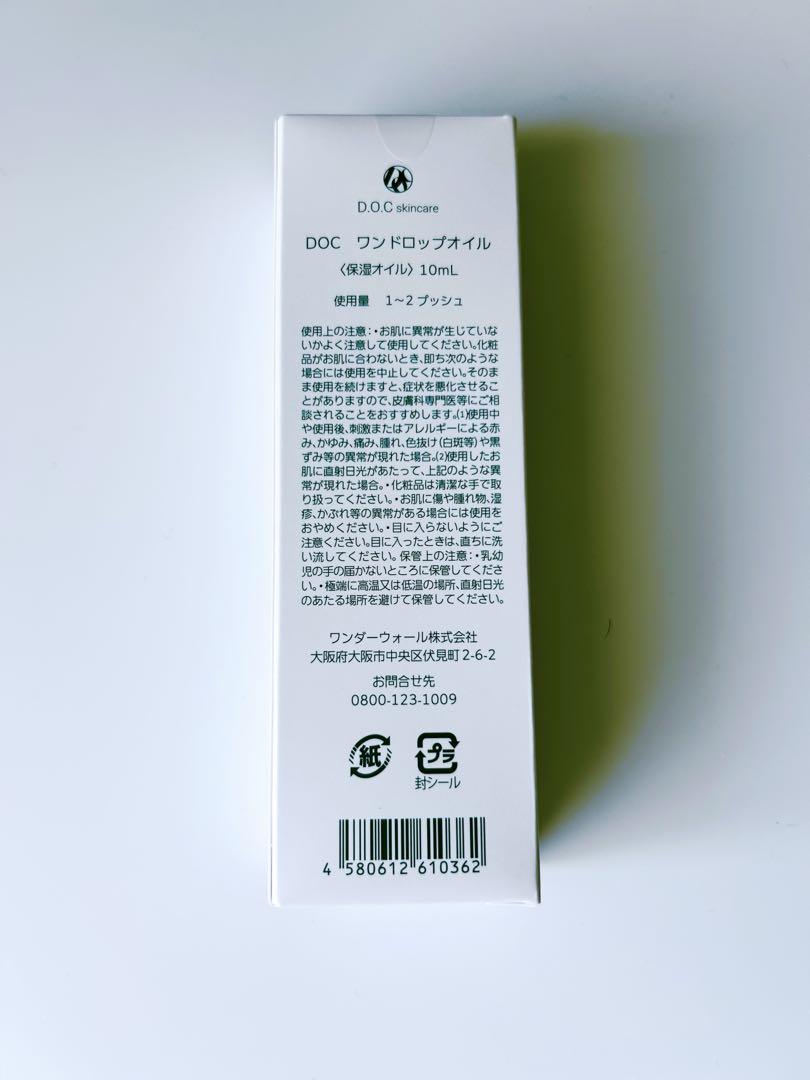 D.O.C skincare
DOC ワンドロップオイル
〈保湿オイル〉10mL
使用量 1～2 プッシュ
使用上の注意：・お肌に異常が生じていな
いかよく注意して使用してください。化粧
品がお肌に合わないとき、即ち次のような
場合には使用を中止してください。そのま
ま使用を続けますと、症状を悪化させるこ
とがありますので、皮膚科専門医等にご相
談されることをおすすめします。(1)使用中
や使用後、刺激またはアレルギーによる赤
み、かゆみ、痛み、腫れ、色抜け(白斑等)や黒
ずみ等の異常が現れた場合。(2)使用したお
肌に直射日光があたって、上記のような異
常が現れた場合。・化粧品は清潔な手で取
り扱ってください。・お肌に傷や腫れ物、湿
疹、かぶれ等の異常がある場合には使用を
おやめください。・目に入らないようにご
注意ください。目に入ったときは、直ちに洗
い流してください。保管上の注意：・乳幼
児の手の届かないところに保管してくださ
い。・極端に高温又は低温の場所、直射日光
のあたる場所を避けて保管してください。
ワンダーウォール株式会社
大阪府大阪市中央区伏見町 2-6-2
お問合せ先
0800-123-1009
紙 プラ
封シール
4 580612 610362